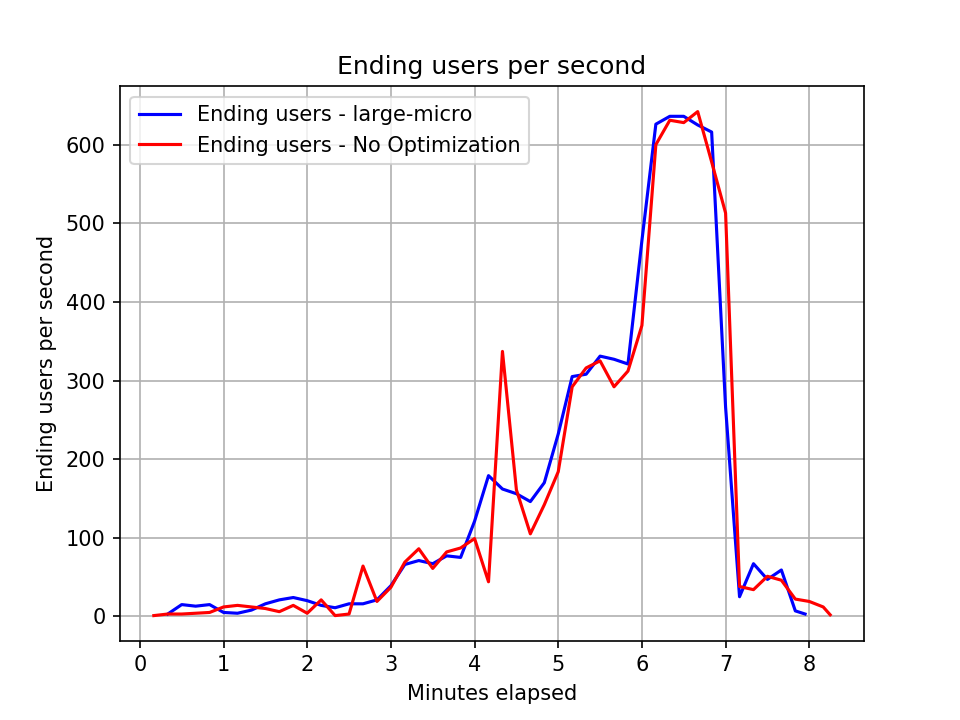 Ending users per second
Ending users - large-micro
Ending users - No Optimization
Ending users per second
600
500
400
300
200
100
0
0 1 2 3 4 5 6 7 8
Minutes elapsed